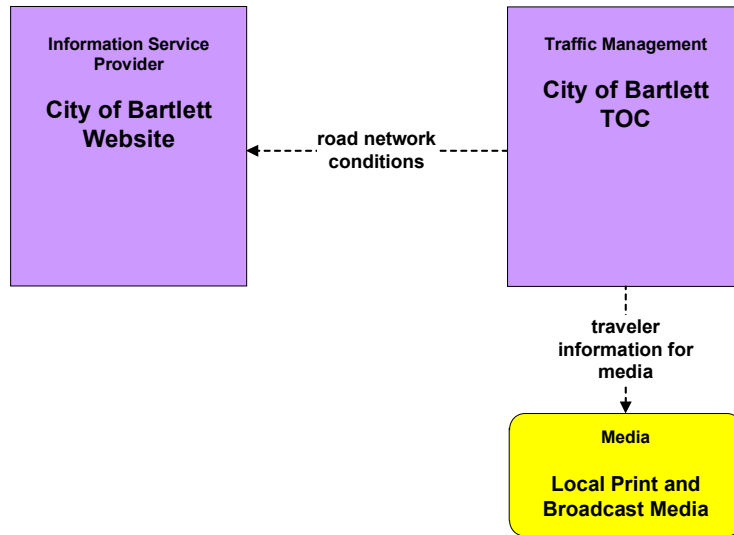 Information Service
Provider
City of Bartlett
Website
road network
conditions
Traffic Management
City of Bartlett
TOC
traveler
information for
media
Media
Local Print and
Broadcast Media